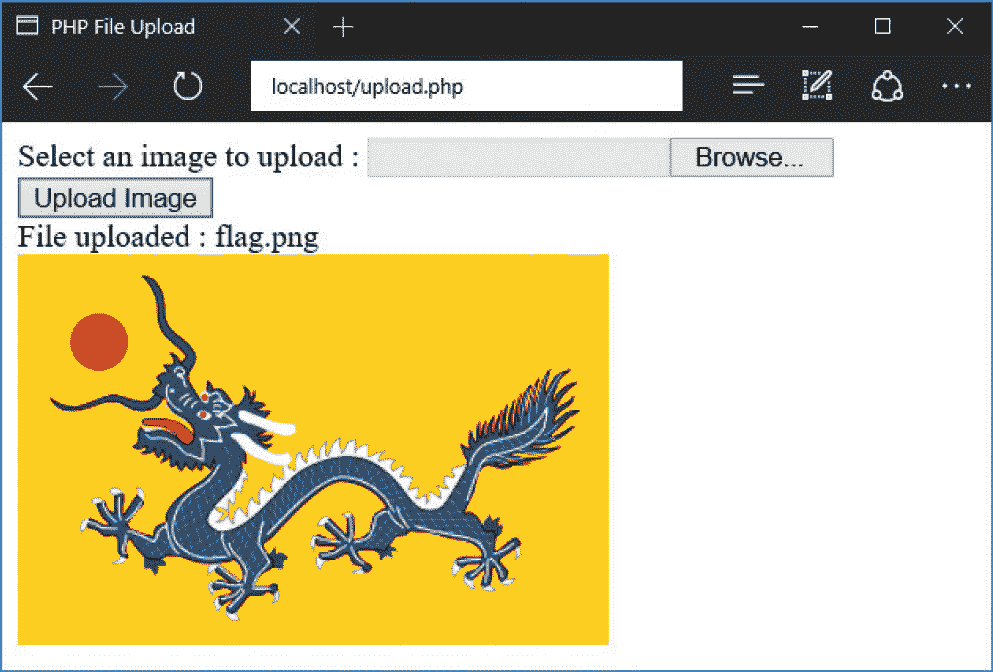 PHP File Upload
localhost/upload.php
Select an image to upload : Browse...
Upload Image
File uploaded : flag.png